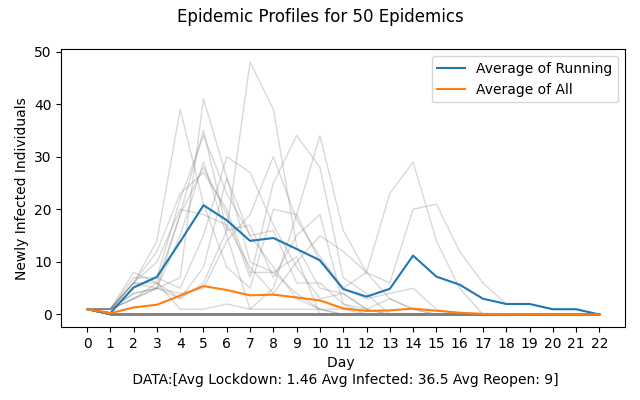 Epidemic Profiles for 50 Epidemics
50
40
30
20
10
0
Newly Infected Individuals
Average of Running
Average of All
0 1 2 3 4 5 6 7 8 9 10 11 12 13 14 15 16 17 18 19 20 21 22
Day
DATA:[Avg Lockdown: 1.46 Avg Infected: 36.5 Avg Reopen: 9]